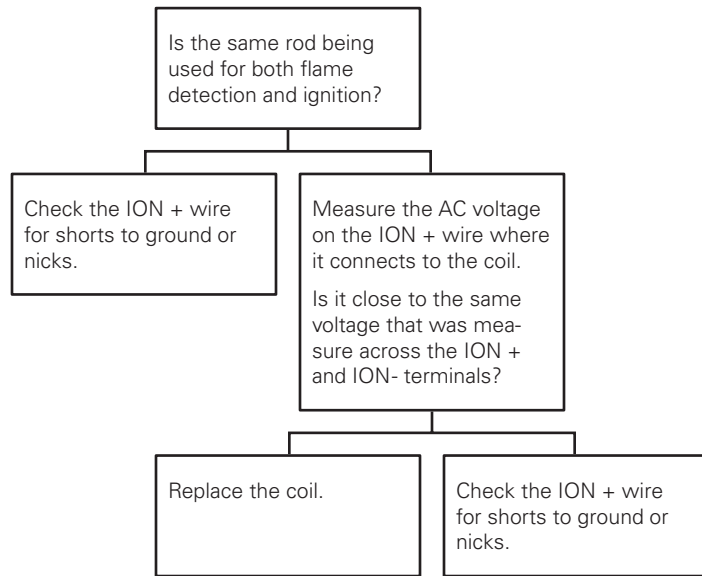 Is the same rod being
used for both flame
detection and ignition?
Check the ION + wire
for shorts to ground or
nicks.
Measure the AC voltage
on the ION + wire where
it connects to the coil.
Is it close to the same
voltage that was mea-
sure across the ION +
and ION- terminals?
Replace the coil.
Check the ION + wire
for shorts to ground or
nicks.